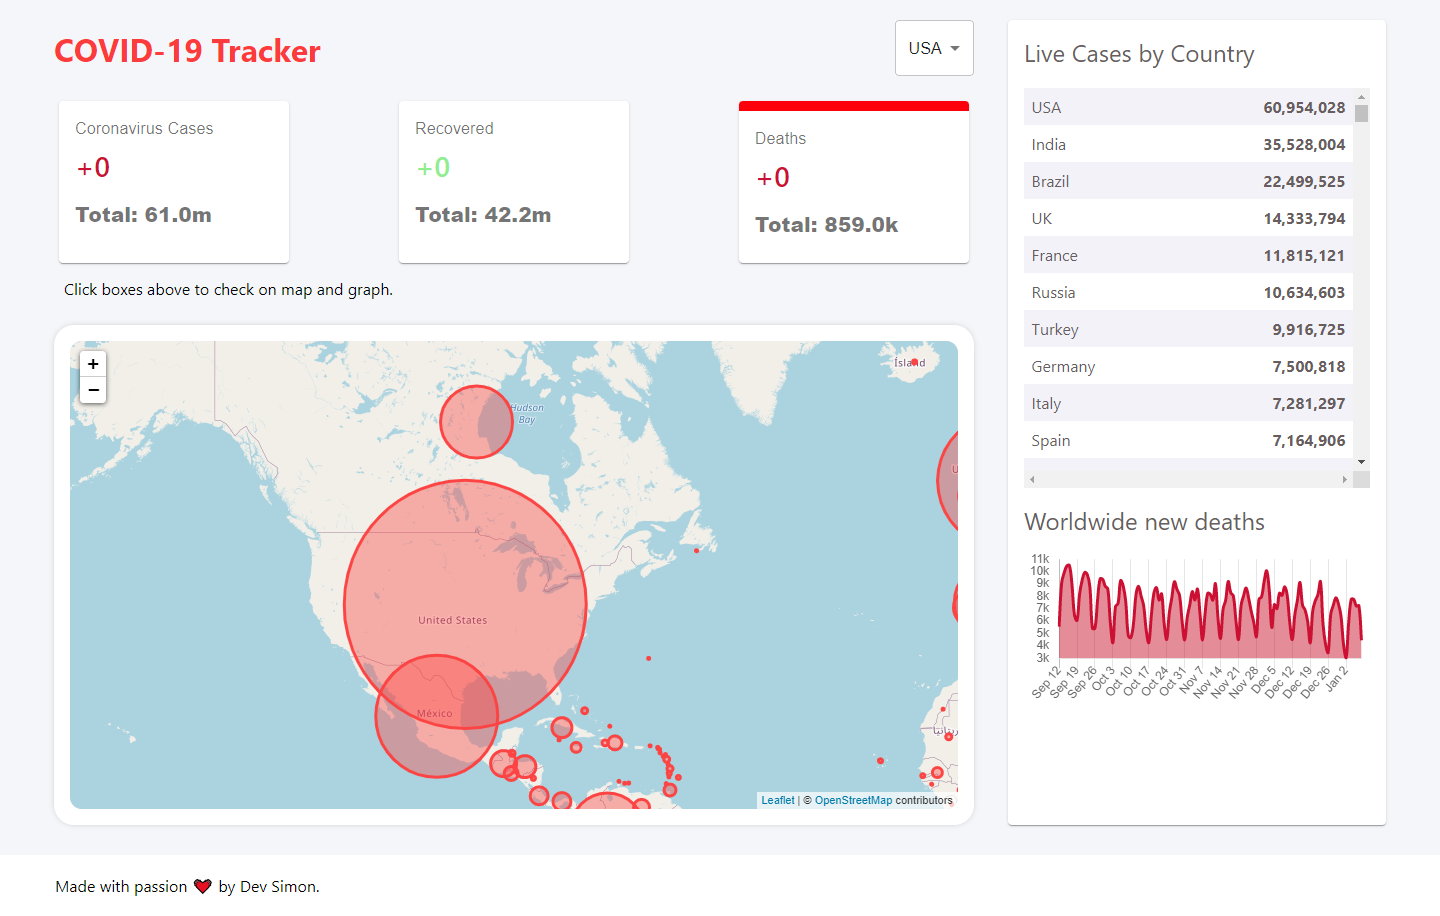 COVID-19 Tracker
USA
Coronavirus Cases
+0
Total: 61.0m
Recovered
+0
Total: 42.2m
Deaths
+0
Total: 859.0k
Click boxes above to check on map and graph.
+
−
Hudson
Bay
Ísland
United States
México
Leaflet | © OpenStreetMap contributors
Live Cases by Country
USA 60,954,028
India 35,528,004
Brazil 22,499,525
UK 14,333,794
France 11,815,121
Russia 10,634,603
Turkey 9,916,725
Germany 7,500,818
Italy 7,281,297
Spain 7,164,906
Worldwide new deaths
11k
10k
9k
8k
7k
6k
5k
4k
3k
Sep 12
Sep 19
Sep 26
Oct 3
Oct 10
Oct 17
Oct 24
Oct 31
Nov 7
Nov 14
Nov 21
Nov 28
Dec 5
Dec 12
Dec 19
Dec 26
Jan 2
Made with passion ❤ by Dev Simon.